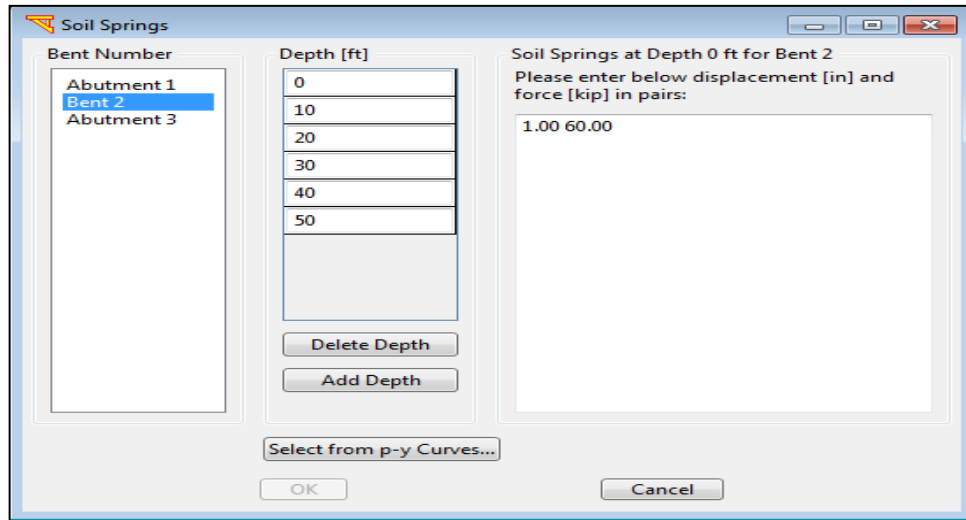 Soil Springs
Bent Number
Abutment 1
Bent 2
Abutment 3
Depth [ft]
0
10
20
30
40
50
Delete Depth
Add Depth
Soil Springs at Depth 0 ft for Bent 2
Please enter below displacement [in] and
force [kip] in pairs:
1.00 60.00
Select from p-y Curves...
OK
Cancel